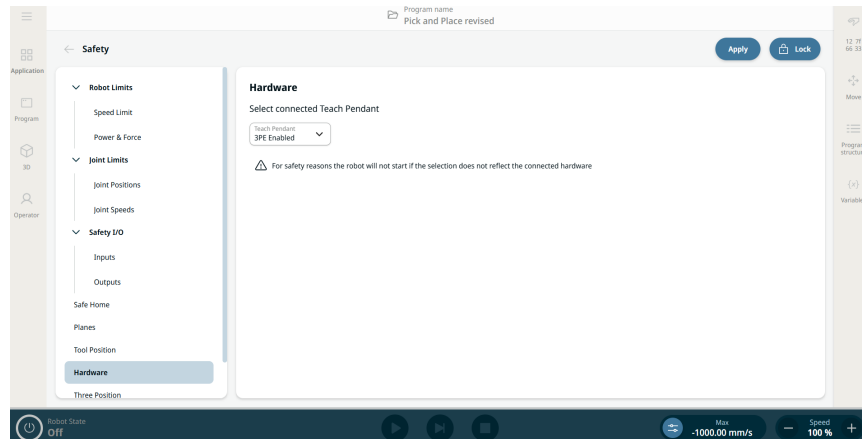 Program name
Pick and Place revised
Safety
Apply
Lock
Application
Program
3D
Operator
Robot Limits
Speed Limit
Power & Force
Joint Limits
Joint Positions
Joint Speeds
Safety I/O
Inputs
Outputs
Safe Home
Planes
Tool Position
Hardware
Three Position
Hardware
Select connected Teach Pendant
Teach Pendant
3PE Enabled
For safety reasons the robot will not start if the selection does not reflect the connected hardware
66 33
Move
{x}
Robot State
Off
Max
-1000.00 mm/s
Speed
100 %